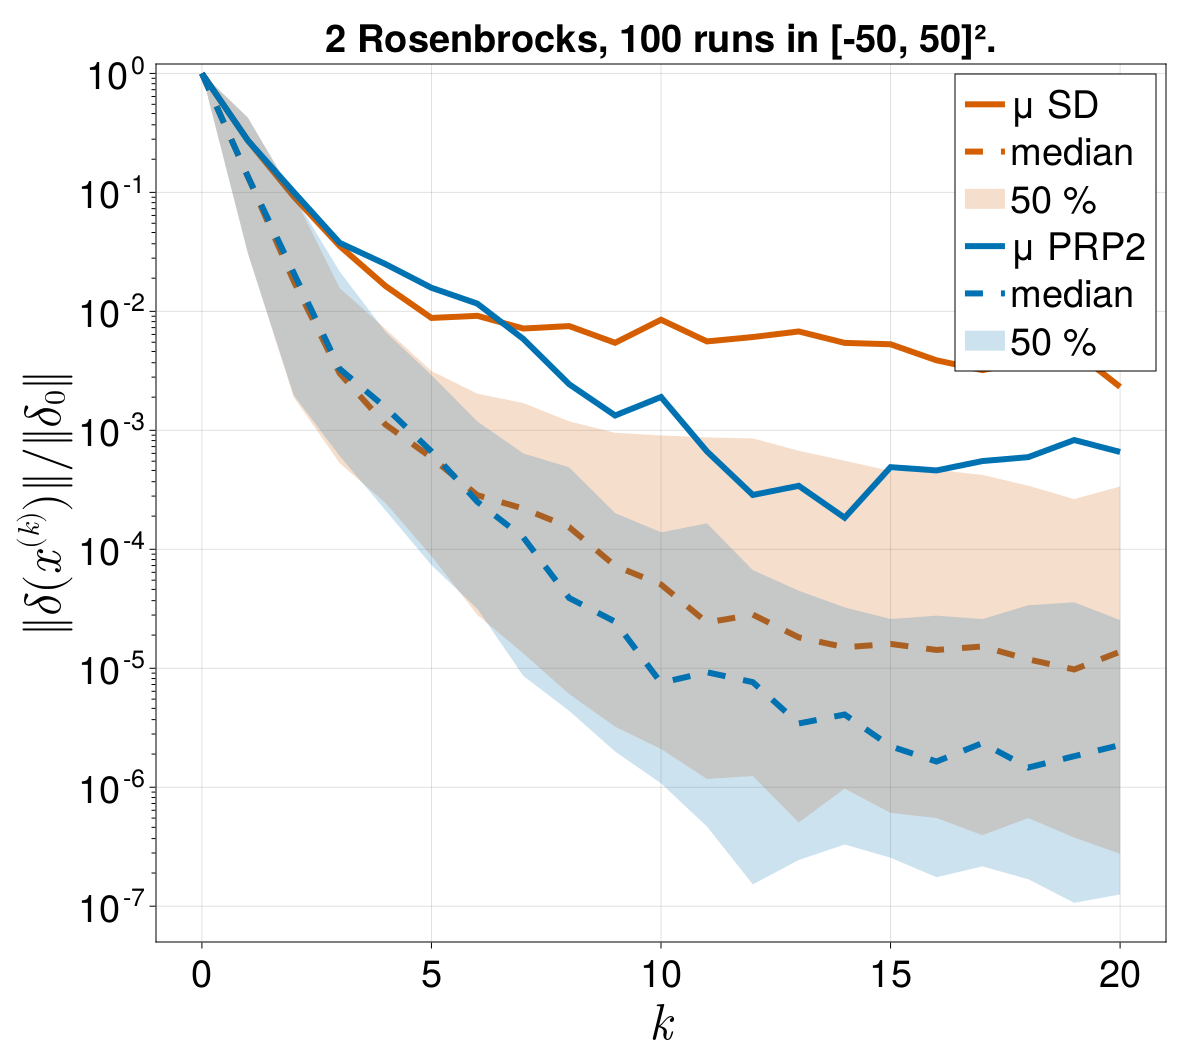 2 Rosenbrocks, 100 runs in [-50, 50]².
10⁰
10⁻¹
10⁻²
10⁻³
10⁻⁴
10⁻⁵
10⁻⁶
10⁻⁷
‖δ(x⁽ᵏ⁾)‖/‖δ₀‖
μ SD
median
50 %
μ PRP2
median
50 %
0 5 10 15 20
k